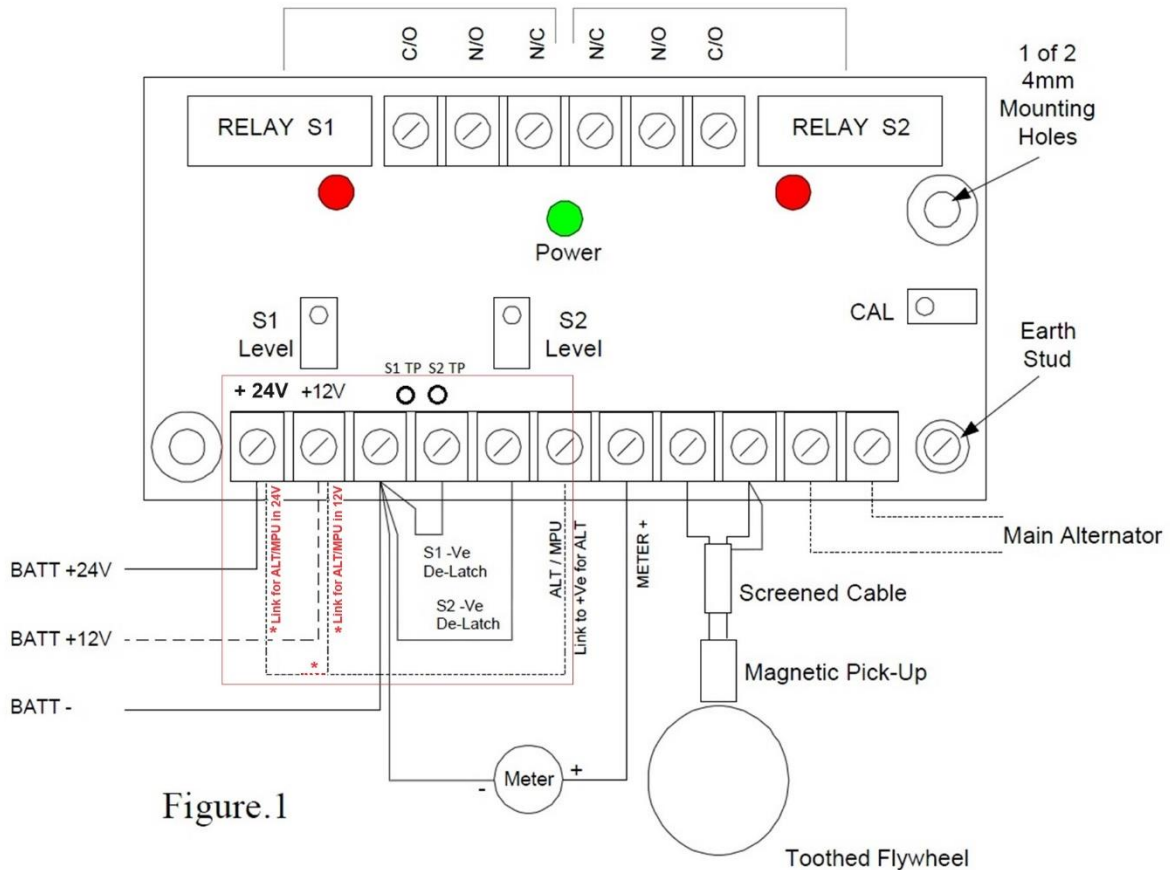 C/O
N/O
N/C
N/C
N/O
C/O
1 of 2
4mm
Mounting
Holes
RELAY S1
RELAY S2
Power
S1
Level
S2
Level
CAL
Earth
Stud
S1 TP
S2 TP
+ 24V
+12V
* Link for ALT/MPU in 24V
* Link for ALT/MPU in 12V
*
S1 -Ve
De-Latch
S2 -Ve
De-Latch
ALT / MPU
Link to +Ve for ALT
METER +
Main Alternator
BATT +24V
BATT +12V
BATT -
Screened Cable
Magnetic Pick-Up
Meter
-
+
Figure.1
Toothed Flywheel